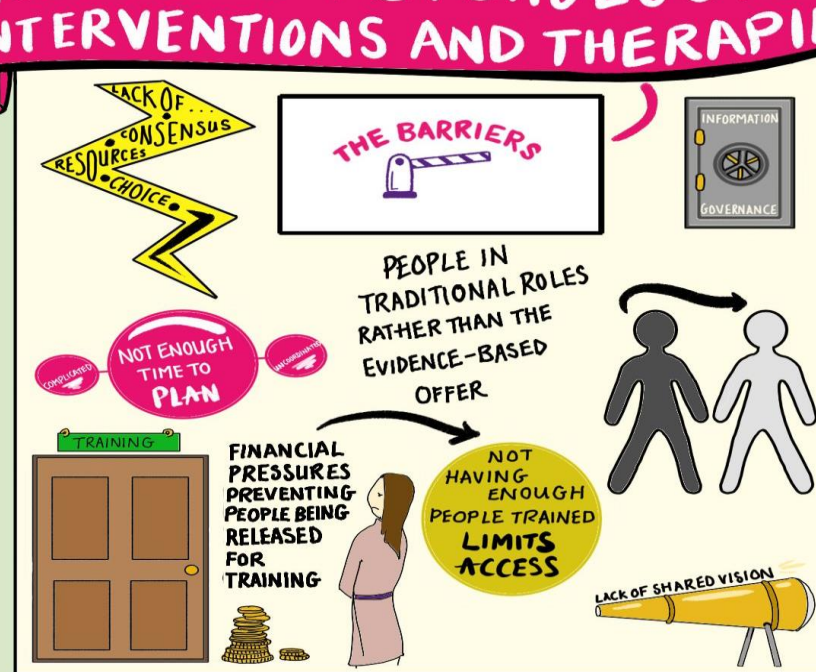 NTERVENTIONS AND THERAPI
LACK OF...
• CONSENSUS
RESOURCES
• CHOICE •
THE BARRIERS
INFORMATION
GOVERNANCE
PEOPLE IN
TRADITIONAL ROLES
RATHER THAN THE
EVIDENCE-BASED
OFFER
COMPLICATED
NOT ENOUGH
TIME TO
PLAN
UNCOORDINATED
TRAINING
FINANCIAL
PRESSURES
PREVENTING
PEOPLE BEING
RELEASED
FOR
TRAINING
NOT
HAVING
ENOUGH
PEOPLE TRAINED
LIMITS
ACCESS
LACK OF SHARED VISION